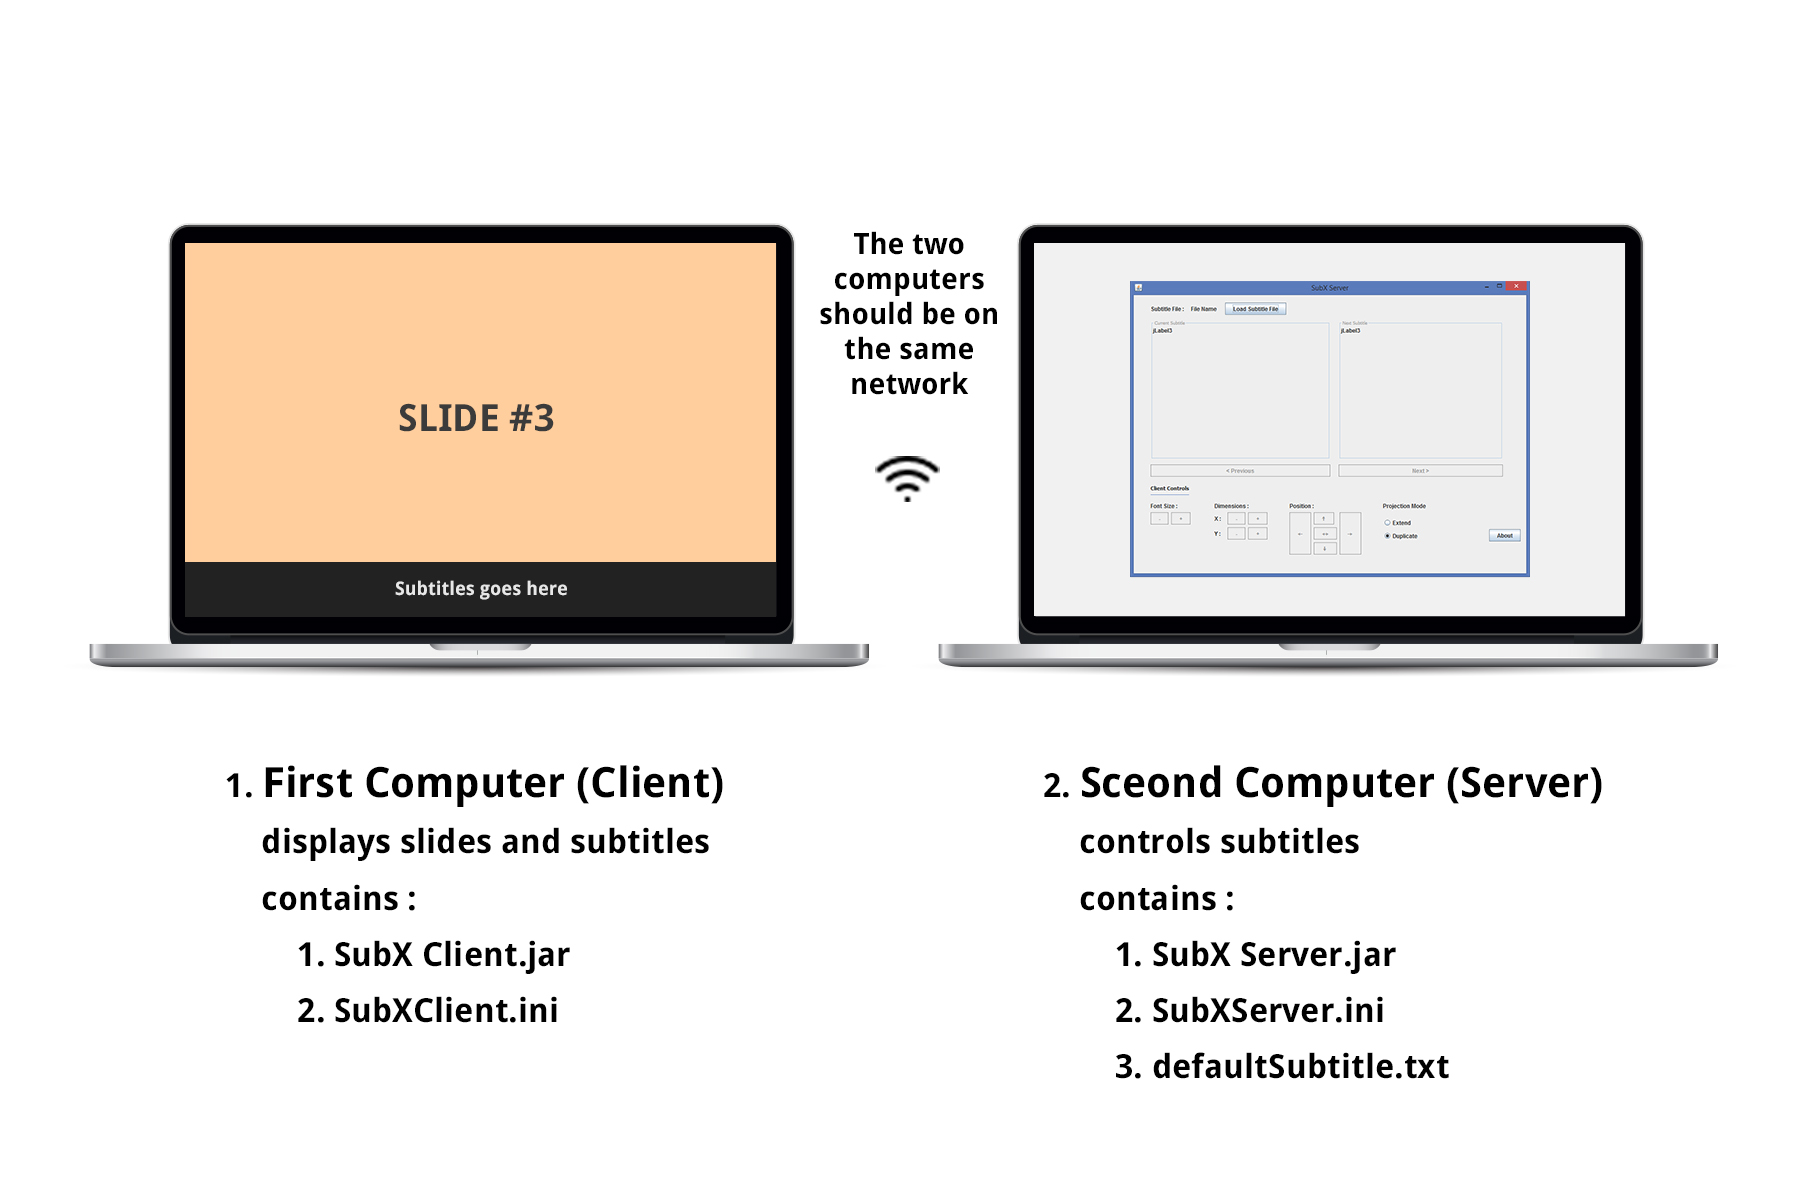 SLIDE #3
Subtitles goes here
The two
computers
should be on
the same
network
SubX Server
Subtitle File : File Name Load Subtitle File
Current Subtitle Next Subtitle
jLabel3 jLabel3
< Previous Next >
Client Controls
Font Size : Dimensions : Position : Projection Mode
- + X : - + ↑ Extend
← ↔ →
Y : - + Duplicate About
↓
1. First Computer (Client)
displays slides and subtitles
contains :
1. SubX Client.jar
2. SubXClient.ini
2. Sceond Computer (Server)
controls subtitles
contains :
1. SubX Server.jar
2. SubXServer.ini
3. defaultSubtitle.txt